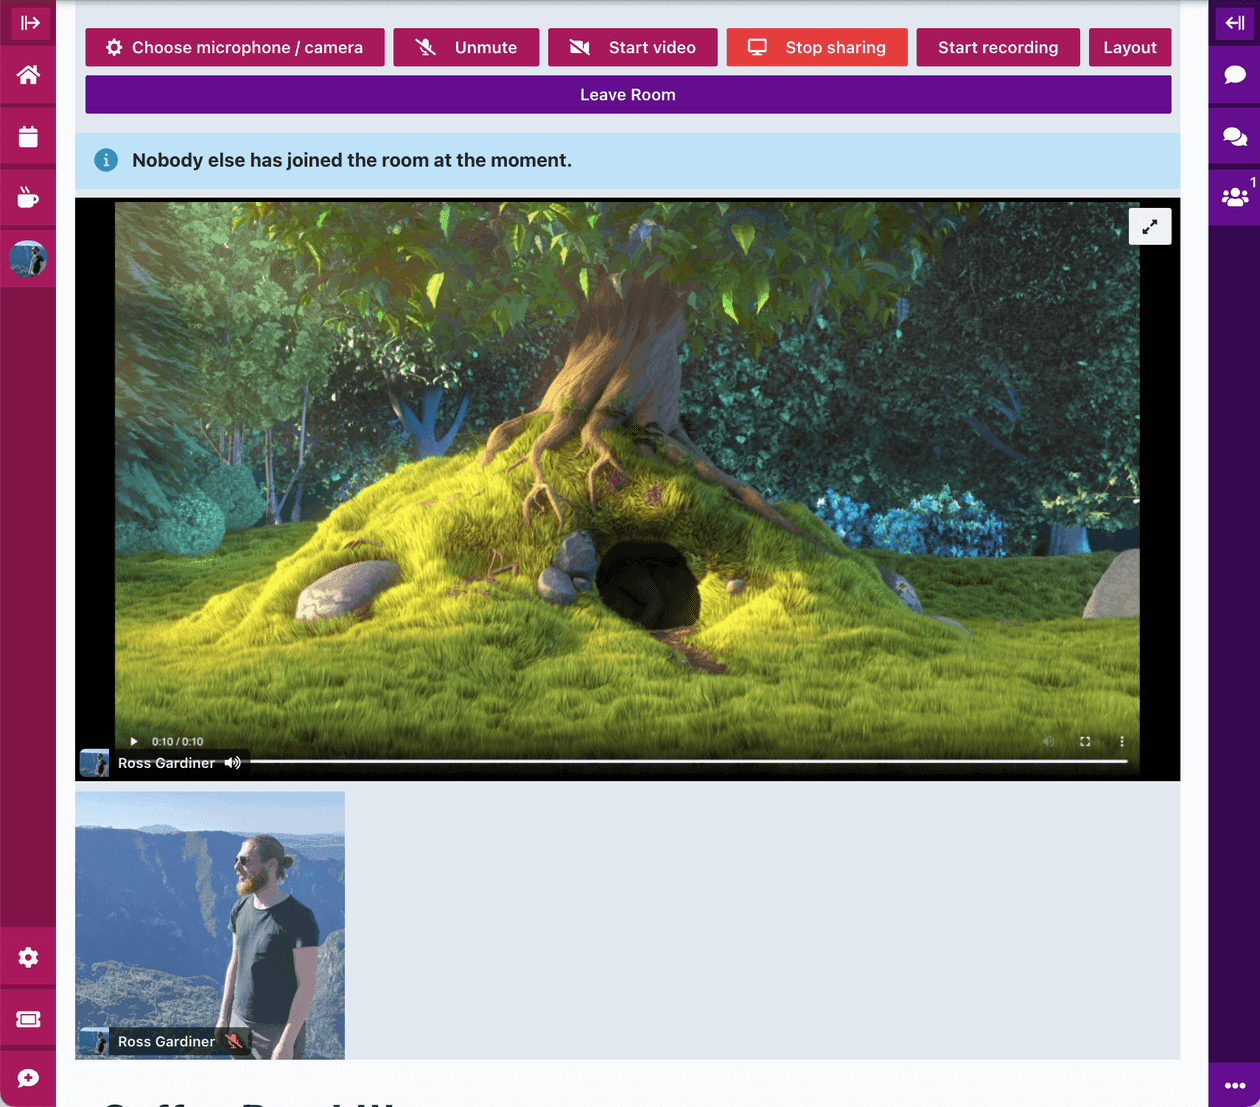 Choose microphone / camera
Unmute
Start video
Stop sharing
Start recording
Layout
Leave Room
Nobody else has joined the room at the moment.
1
0:10 / 0:10
Ross Gardiner
Ross Gardiner